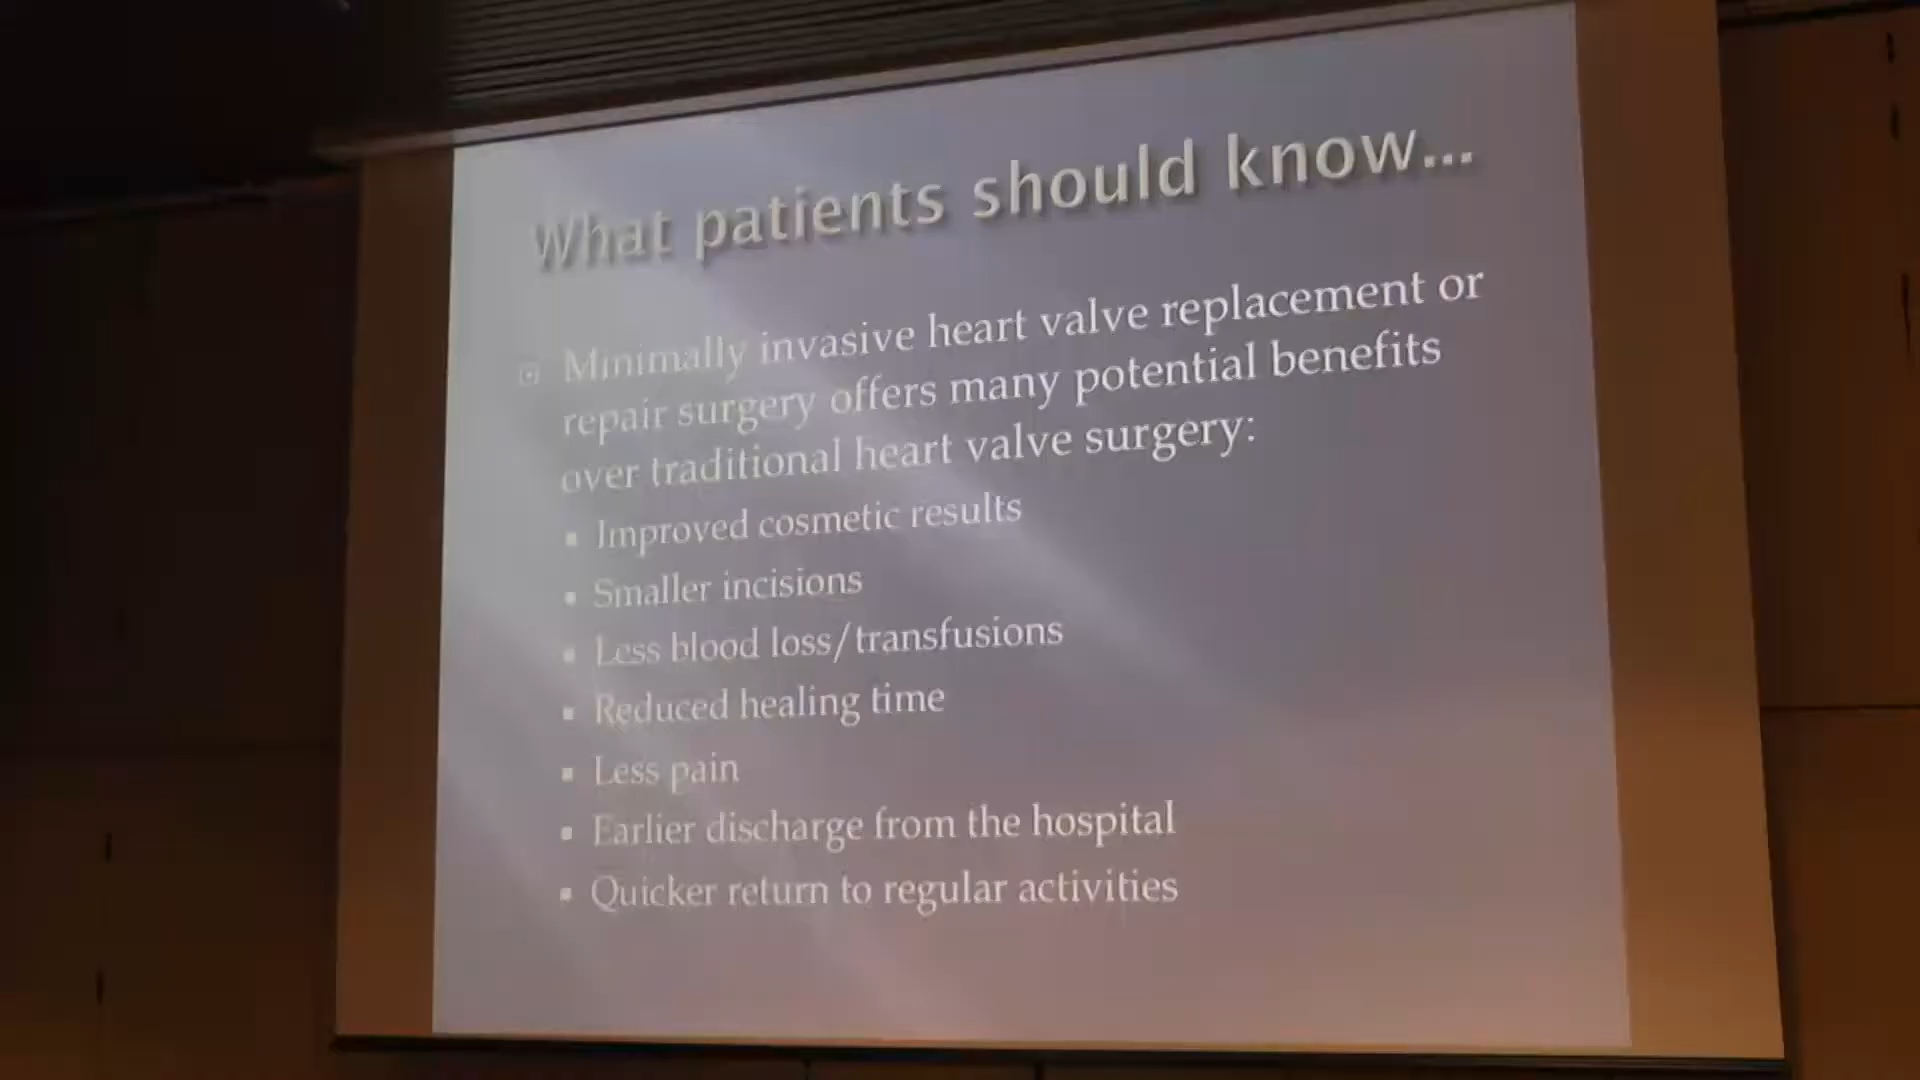 What patients should know...
Minimally invasive heart valve replacement or
repair surgery offers many potential benefits
over traditional heart valve surgery:
Improved cosmetic results
Smaller incisions
Less blood loss/transfusions
Reduced healing time
Less pain
Earlier discharge from the hospital
Quicker return to regular activities